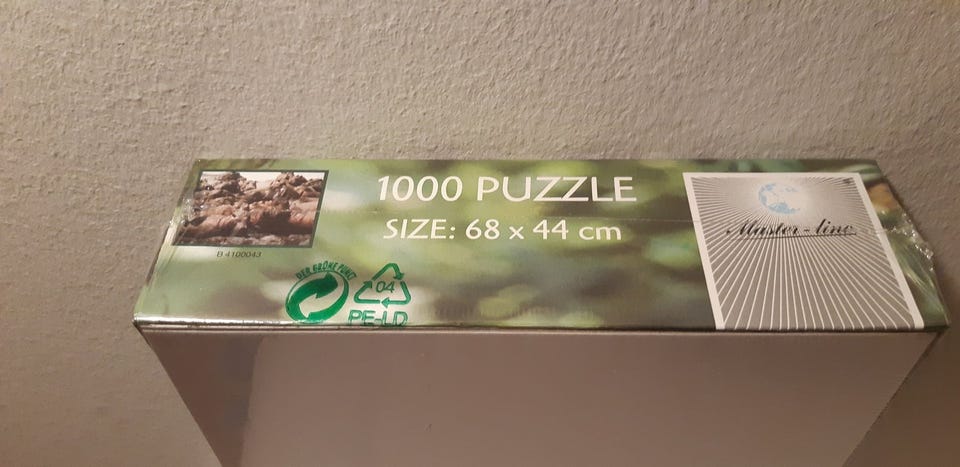 1000 PUZZLE
SIZE: 68 x 44 cm
B 4100043
DER GRÜNE PUNKT
04
PE-LD
Master-line